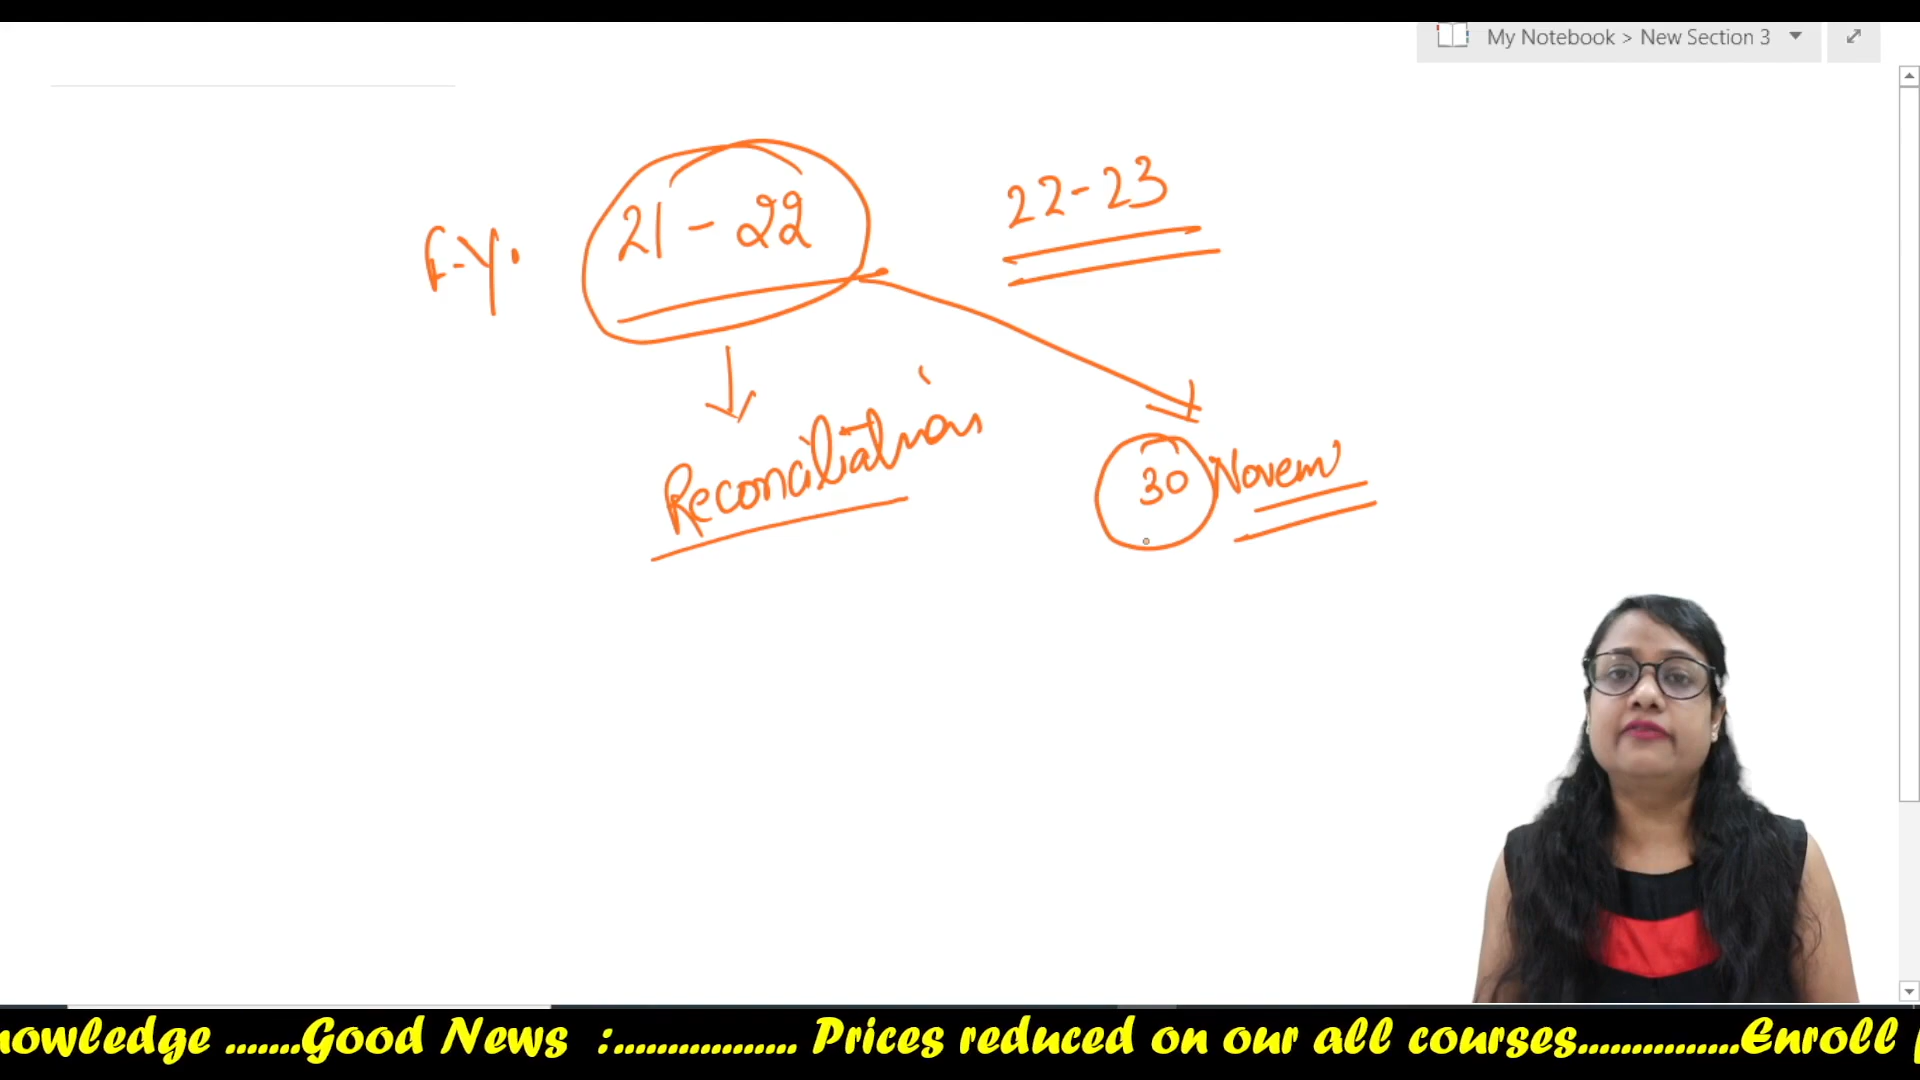 My Notebook > New Section 3
F.Y. 21-22 22-23
Reconciliation
30 Novem
nowledge .......Good News :................. Prices reduced on our all courses...............Enroll